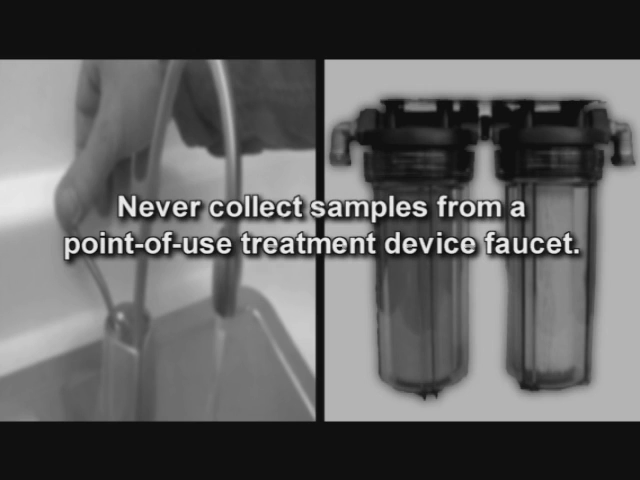 Never collect samples from a
point-of-use treatment device faucet.